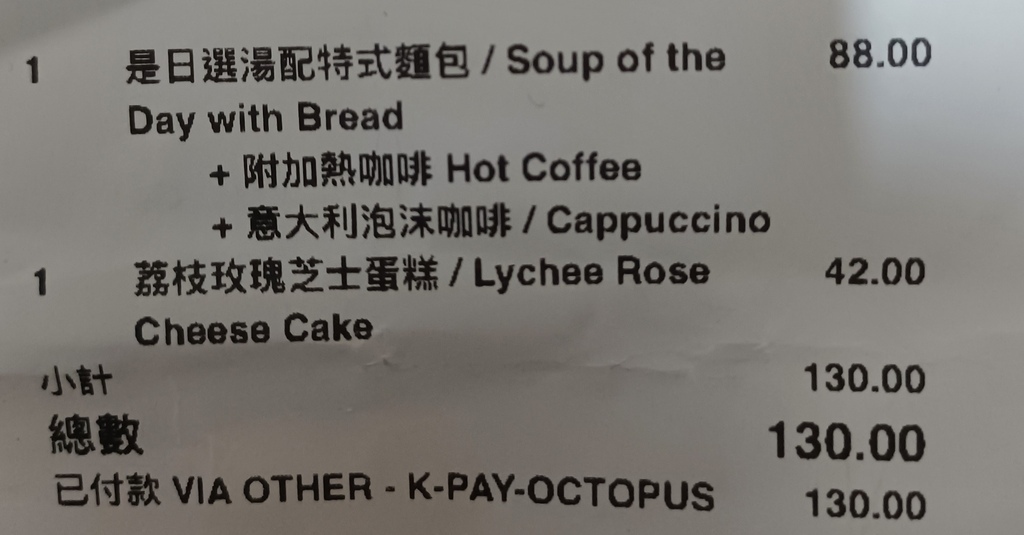 1 是日選湯配特式麵包 / Soup of the 88.00
Day with Bread
+ 附加熱咖啡 Hot Coffee
+ 意大利泡沫咖啡 / Cappuccino
1 荔枝玫瑰芝士蛋糕 / Lychee Rose 42.00
Cheese Cake
小計 130.00
總數 130.00
已付款 VIA OTHER - K-PAY-OCTOPUS 130.00